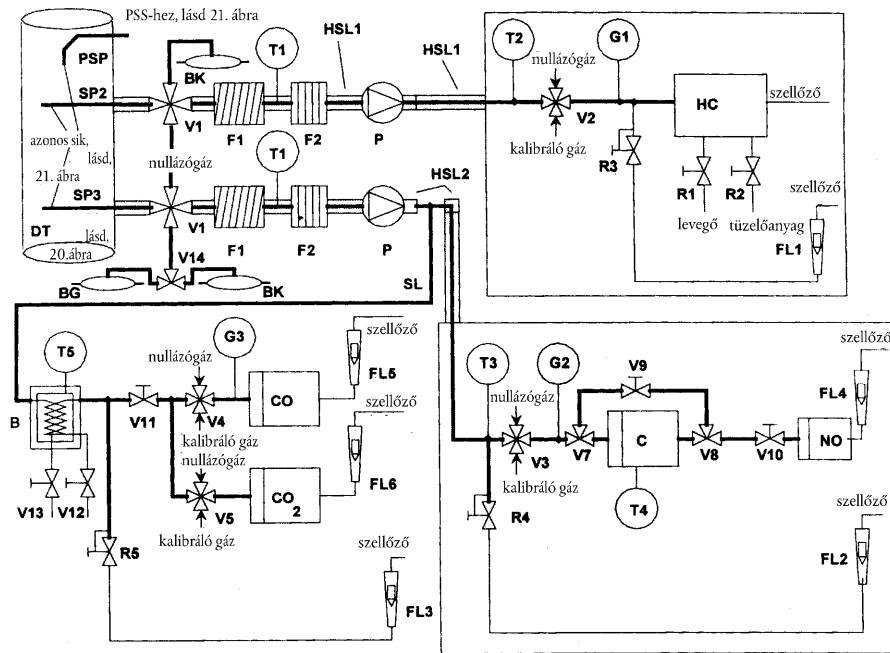 PSS-hez, lásd 21. ábra
PSP
SP2
azonos sik,
lásd,
21. ábra
SP3
DT
lásd,
20.ábra
BK
V1
nullázógáz
V1
V14
BG
BK
T1
F1
F2
P
HSL1
HSL1
T1
F1
F2
P
HSL2
SL
T2
nullázógáz
V2
kalibráló gáz
G1
R3
HC
szellőző
R1
R2
levegő
tüzelőanyag
szellőző
FL1
T5
B
V13
V12
V11
R5
nullázógáz
V4
kalibráló gáz
G3
CO
szellőző
FL5
nullázógáz
V5
kalibráló gáz
CO2
szellőző
FL6
szellőző
FL3
T3
nullázógáz
V3
kalibráló gáz
G2
V7
V9
C
T4
V8
V10
NO
szellőző
FL4
R4
szellőző
FL2